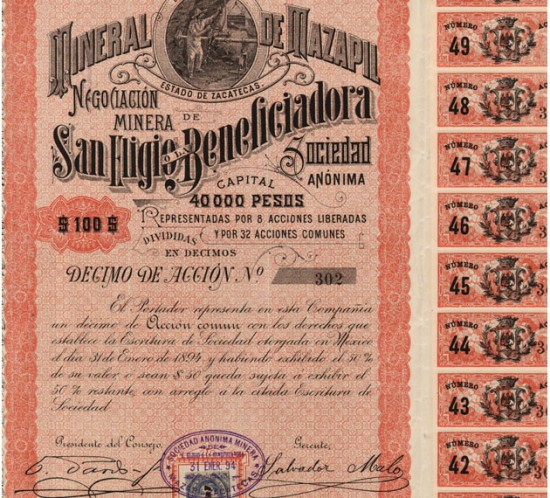 MINERAL DE MAZAPIL
ESTADO DE ZACATECAS.
NEGOCIACIÓN
MINERA DE
San Eligio Beneficiadora
Sociedad
ANÓNIMA
CAPITAL
40000 PESOS
$ 100 $
REPRESENTADAS POR 8 ACCIONES LIBERADAS
DIVIDIDAS Y POR 32 ACCIONES COMUNES
EN DECIMOS
DECIMO DE ACCIÓN No 302
El Portador representa en esta Compañía
un décimo de Acción comun con los derechos que
establece la Escritura de Sociedad otorgada en México
el día 31 de Enero de 1894 y habiendo exhibido el 50 %
de su valor o sean $ 50 queda sujeta á exhibir el
50 % restante con arreglo a la citada Escritura de
Sociedad.
Presidente del Consejo,
Gerente,
SOCIEDAD ANONIMA MINERA
31 ENER. 94
ZACATECAS.
Salvador Malo
NÚMERO
49
NÚMERO
48
NÚMERO
47
NÚMERO
46
NÚMERO
45
NÚMERO
44
NÚMERO
43
NÚMERO
42